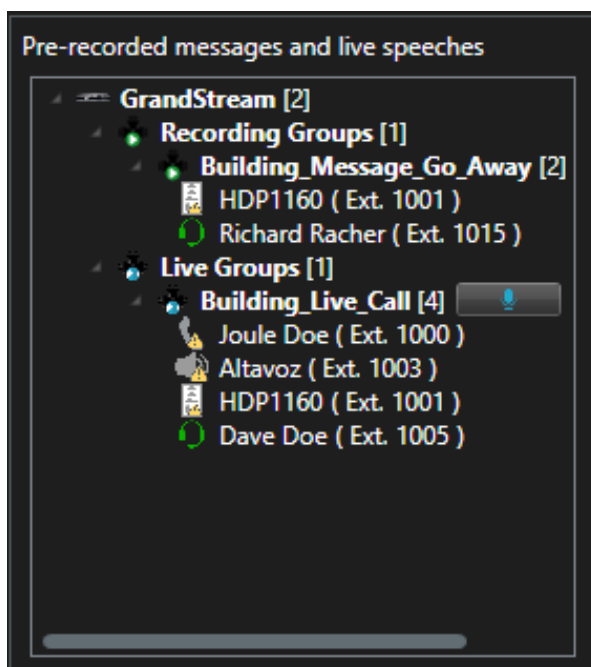 Pre-recorded messages and live speeches
GrandStream [2]
Recording Groups [1]
Building_Message_Go_Away [2]
HDP1160 ( Ext. 1001 )
Richard Racher ( Ext. 1015 )
Live Groups [1]
Building_Live_Call [4]
Joule Doe ( Ext. 1000 )
Altavoz ( Ext. 1003 )
HDP1160 ( Ext. 1001 )
Dave Doe ( Ext. 1005 )